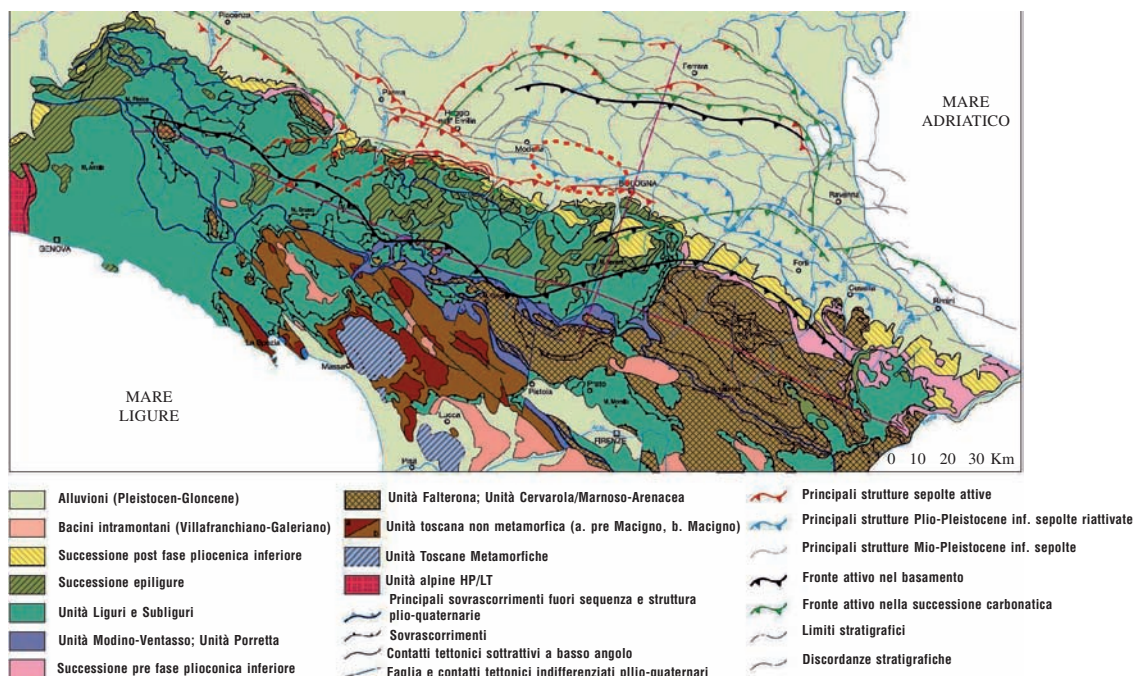 Piacenza
Ferrara
Parma
MARE
ADRIATICO
Reggio
nell' Emilia
Modena
BOLOGNA
Ravenna
GENOVA
Forlì
Cesena
Rimini
La Spezia
Massa
Pistoia
Prato
MARE
LIGURE
Lucca
FIRENZE
Pisa
0 10 20 30 Km
Alluvioni (Pleistocen-Gloncene)
Bacini intramontani (Villafranchiano-Galeriano)
Successione post fase pliocenica inferiore
Successione epiligure
Unità Liguri e Subliguri
Unità Modino-Ventasso; Unità Porretta
Successione pre fase plioconica inferiore
Unità Falterona; Unità Cervarola/Marnoso-Arenacea
Unità toscana non metamorfica (a. pre Macigno, b. Macigno)
Unità Toscane Metamorfiche
Unità alpine HP/LT
Principali sovrascorrimenti fuori sequenza e struttura
plio-quaternarie
Sovrascorrimenti
Contatti tettonici sottrattivi a basso angolo
Faglia e contatti tettonici indifferenziati pllio-quaternari
Principali strutture sepolte attive
Principali strutture Plio-Pleistocene inf. sepolte riattivate
Principali strutture Mio-Pleistocene inf. sepolte
Fronte attivo nel basamento
Fronte attivo nella successione carbonatica
Limiti stratigrafici
Discordanze stratigrafiche